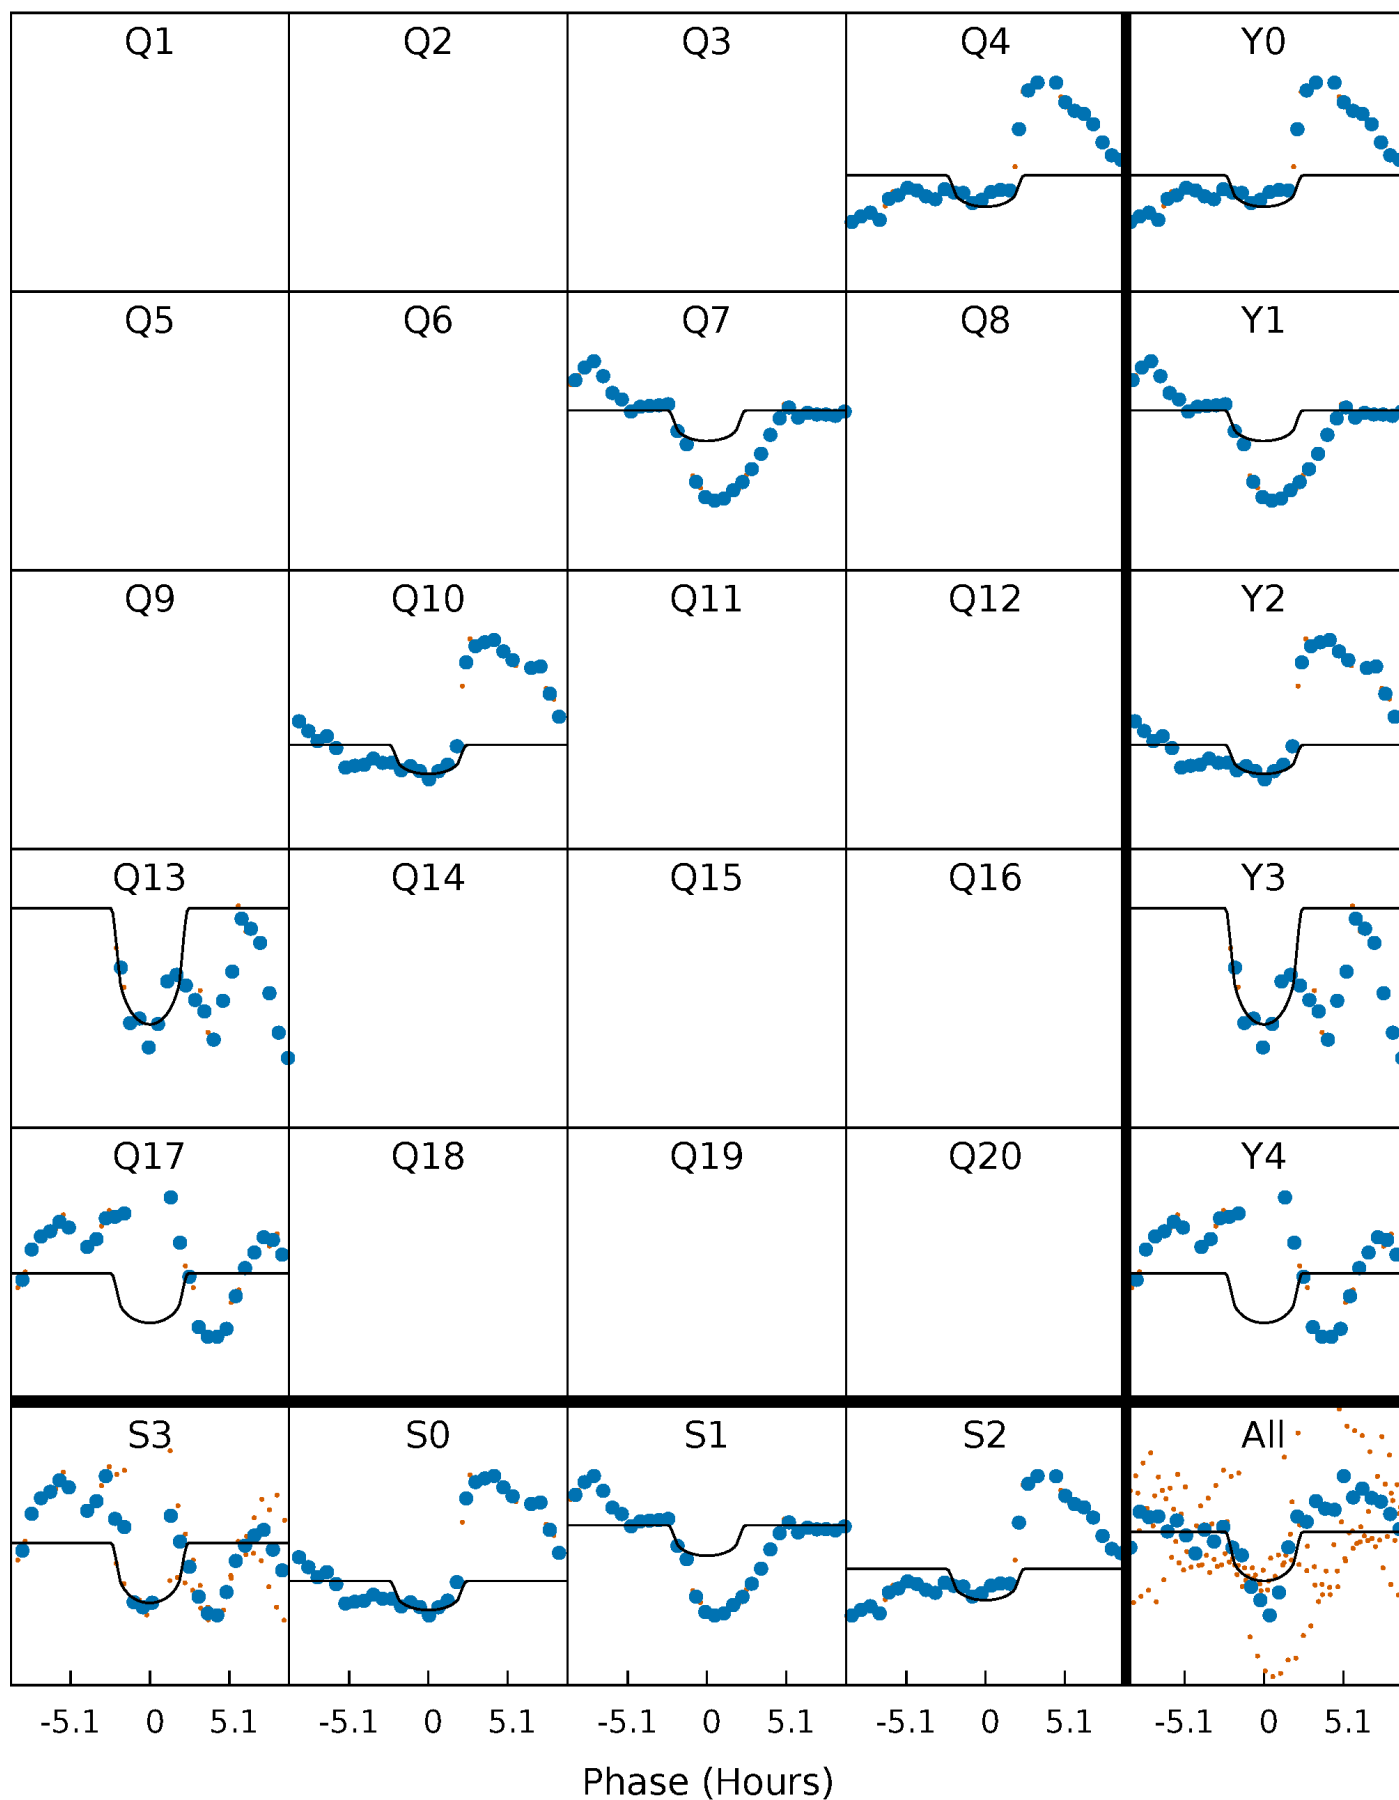 Q1 Q2 Q3 Q4 Y0
Q5 Q6 Q7 Q8 Y1
Q9 Q10 Q11 Q12 Y2
Q13 Q14 Q15 Q16 Y3
Q17 Q18 Q19 Q20 Y4
S3 S0 S1 S2 All
-5.1 0 5.1 -5.1 0 5.1 -5.1 0 5.1 -5.1 0 5.1 -5.1 0 5.1
Phase (Hours)